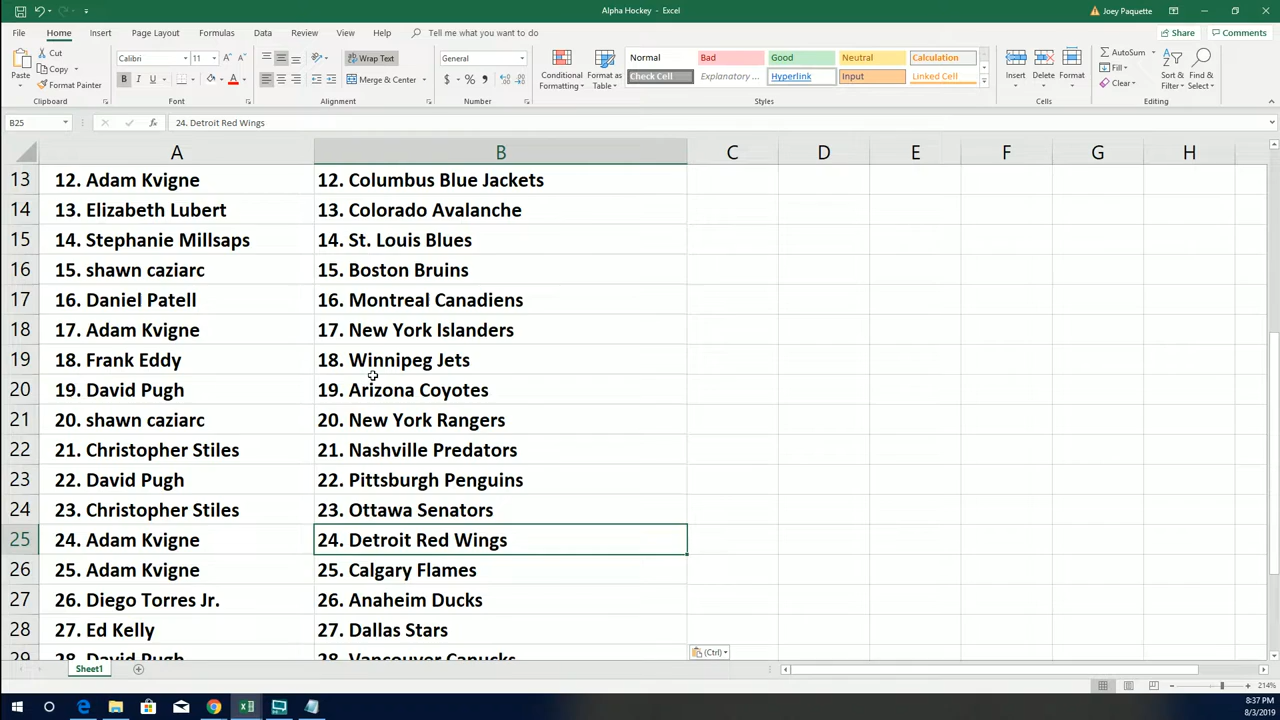 Alpha Hockey - Excel
Joey Paquette
File Home Insert Page Layout Formulas Data Review View Help Tell me what you want to do
Share Comments
Paste
Cut
Copy
Format Painter
Clipboard
Calibri 11
B I U
Font
Wrap Text
Merge & Center
Alignment
General
$ % ,
Number
Conditional Formatting
Format as Table
Normal Bad Good Neutral Calculation
Check Cell Explanatory ... Hyperlink Input Linked Cell
Styles
Insert Delete Format
Cells
AutoSum
Fill
Clear
Sort & Filter
Find & Select
Editing
B25 fx 24. Detroit Red Wings
A B C D E F G H
13 12. Adam Kvigne 12. Columbus Blue Jackets
14 13. Elizabeth Lubert 13. Colorado Avalanche
15 14. Stephanie Millsaps 14. St. Louis Blues
16 15. shawn caziarc 15. Boston Bruins
17 16. Daniel Patell 16. Montreal Canadiens
18 17. Adam Kvigne 17. New York Islanders
19 18. Frank Eddy 18. Winnipeg Jets
20 19. David Pugh 19. Arizona Coyotes
21 20. shawn caziarc 20. New York Rangers
22 21. Christopher Stiles 21. Nashville Predators
23 22. David Pugh 22. Pittsburgh Penguins
24 23. Christopher Stiles 23. Ottawa Senators
25 24. Adam Kvigne 24. Detroit Red Wings
26 25. Adam Kvigne 25. Calgary Flames
27 26. Diego Torres Jr. 26. Anaheim Ducks
28 27. Ed Kelly 27. Dallas Stars
29 28. David Pugh 28. Vancouver Canucks
(Ctrl)
Sheet1
214%
8:37 PM
8/3/2019